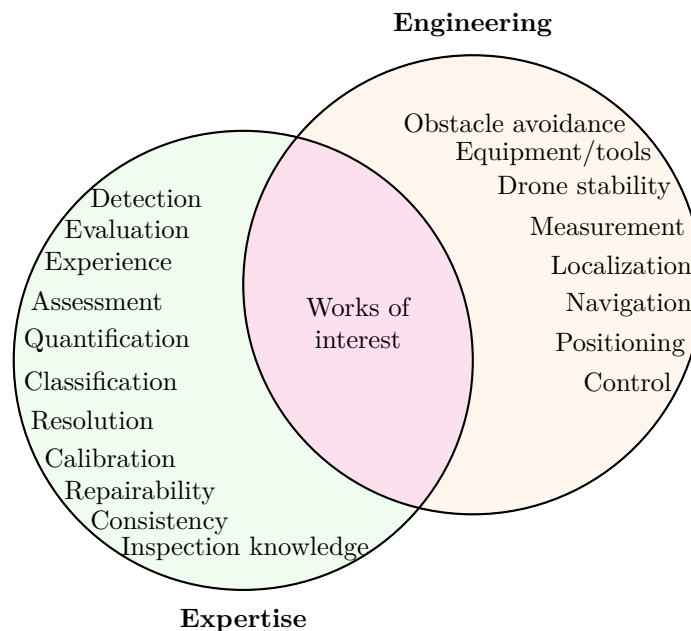 Engineering
Obstacle avoidance
Equipment/tools
Drone stability
Measurement
Localization
Navigation
Positioning
Control
Detection
Evaluation
Experience
Assessment
Quantification
Classification
Resolution
Calibration
Repairability
Consistency
Inspection knowledge
Works of
interest
Expertise